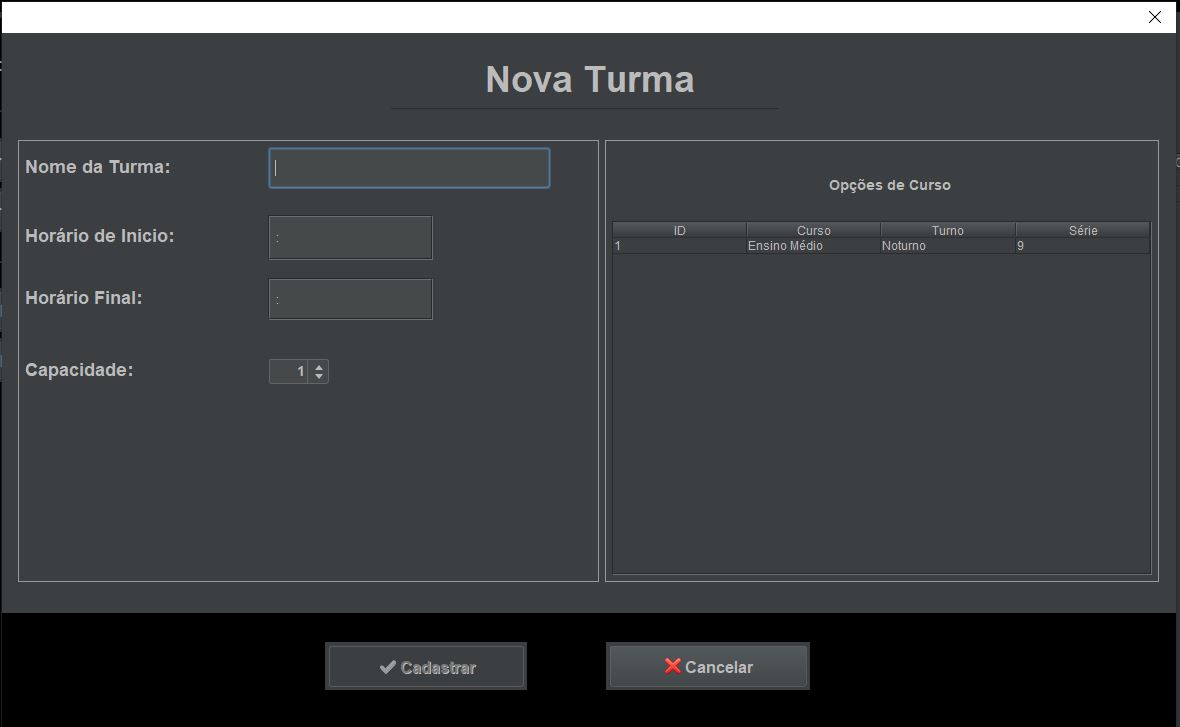 Nova Turma
Nome da Turma:
Horário de Inicio:
:
Horário Final:
:
Capacidade:
1
Opções de Curso
ID Curso Turno Série
1 Ensino Médio Noturno 9
Cadastrar
Cancelar